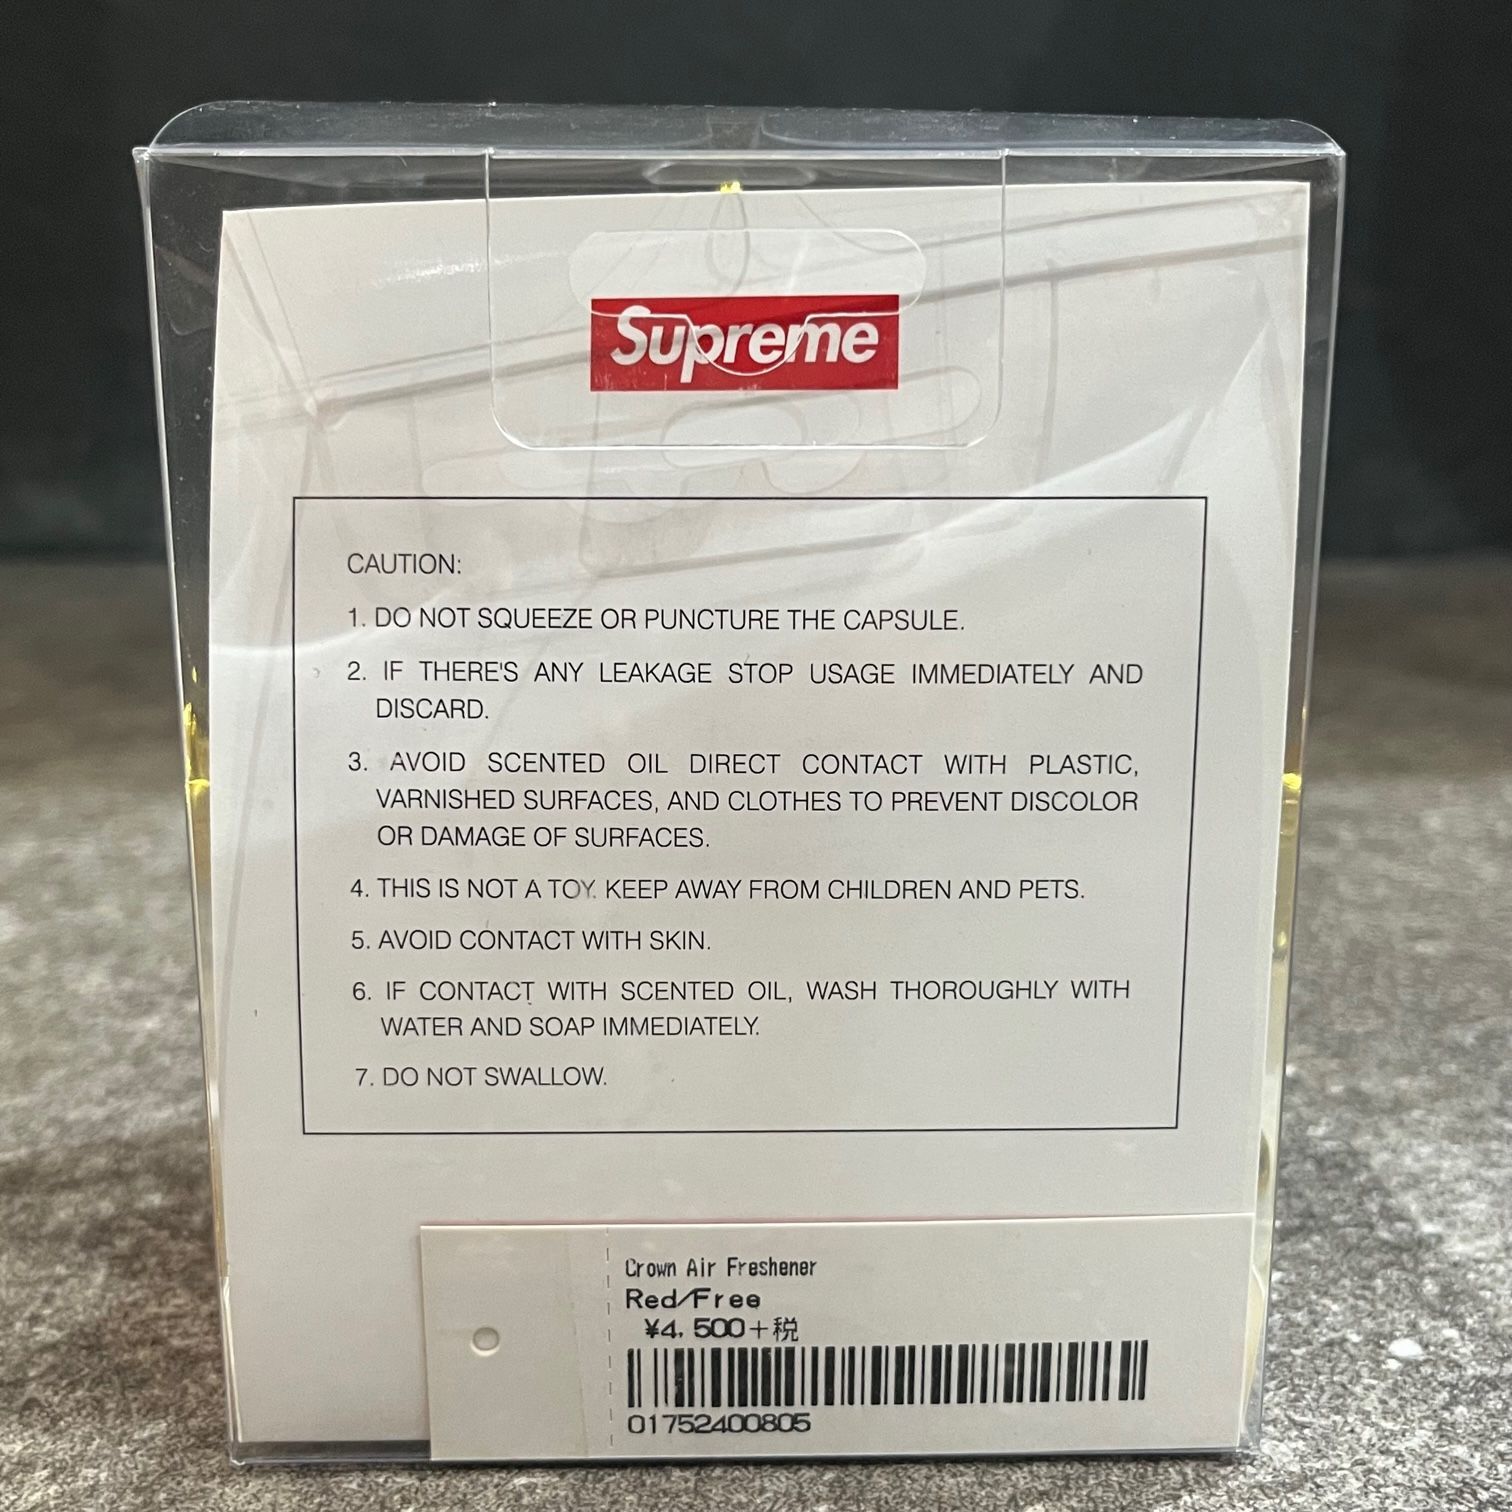 Supreme
CAUTION:
1. DO NOT SQUEEZE OR PUNCTURE THE CAPSULE.
2. IF THERE'S ANY LEAKAGE STOP USAGE IMMEDIATELY AND
DISCARD.
3. AVOID SCENTED OIL DIRECT CONTACT WITH PLASTIC,
VARNISHED SURFACES, AND CLOTHES TO PREVENT DISCOLOR
OR DAMAGE OF SURFACES.
4. THIS IS NOT A TOY. KEEP AWAY FROM CHILDREN AND PETS.
5. AVOID CONTACT WITH SKIN.
6. IF CONTACT WITH SCENTED OIL, WASH THOROUGHLY WITH
WATER AND SOAP IMMEDIATELY.
7. DO NOT SWALLOW.
Crown Air Freshener
Red/Free
¥4,500+税
01752400805